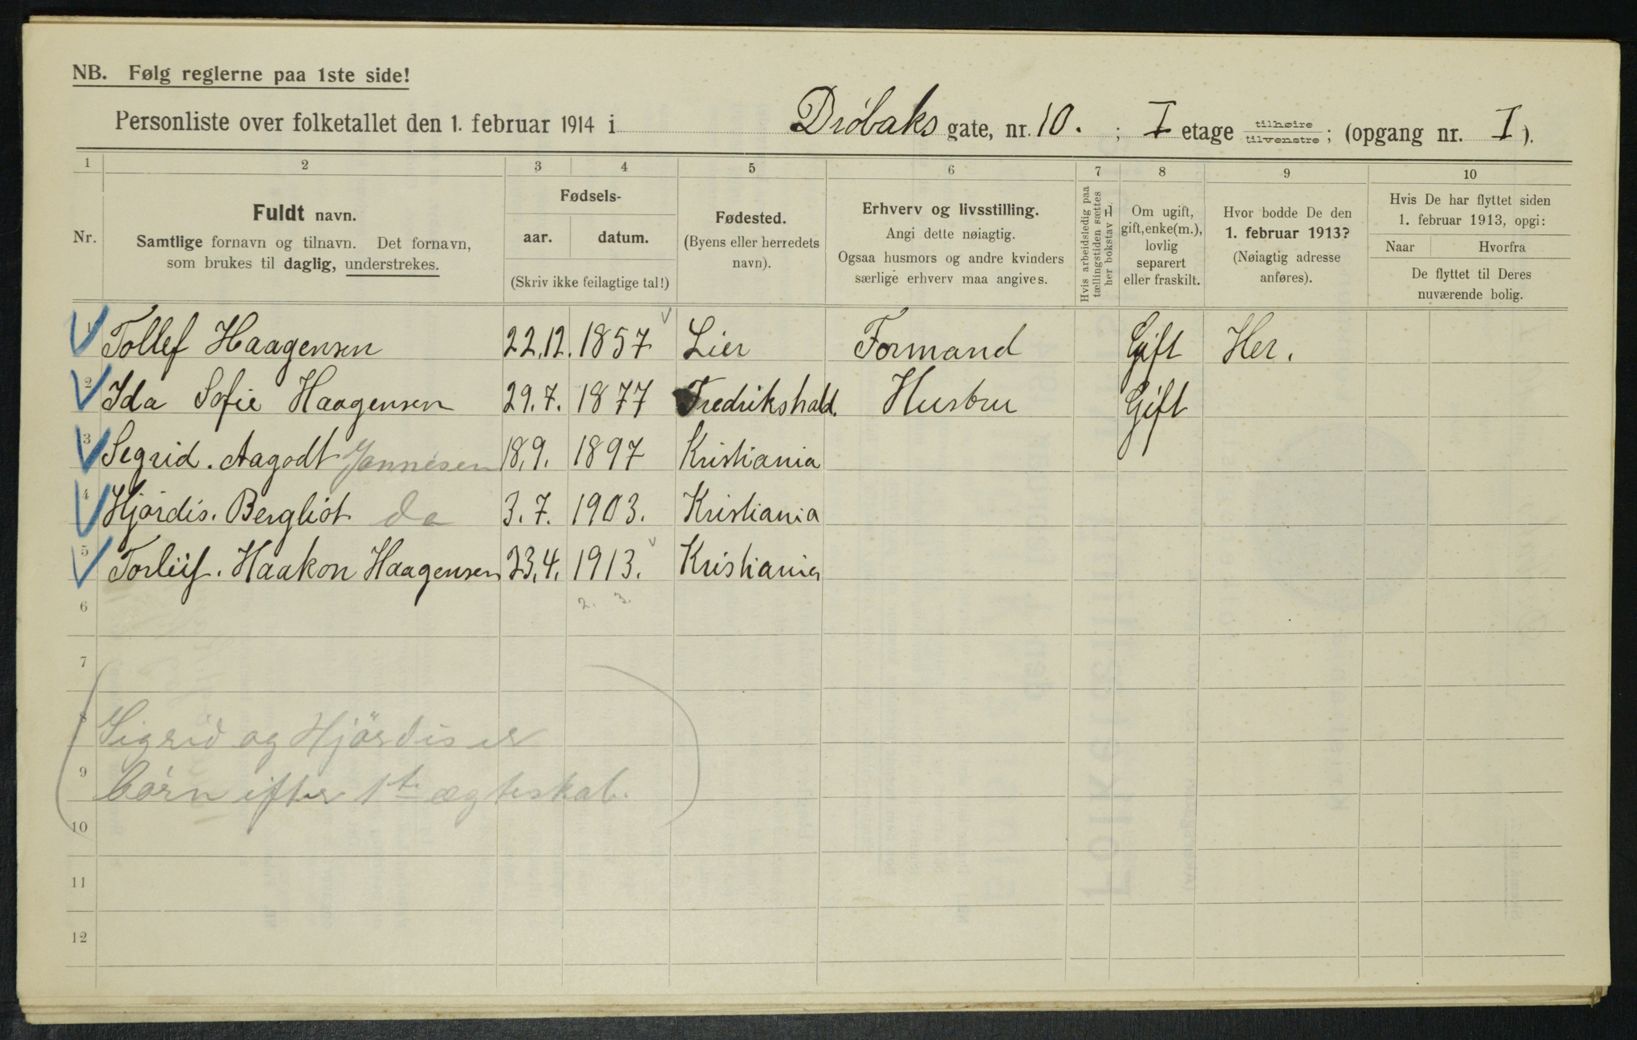 NB. Følg reglerne paa 1ste side!
Personliste over folketallet den 1. februar 1914 i Drøbaks gate, nr. 10. ; I etage tilhøire tilvenstre ; (opgang nr. I ).
1 2 3 4 5 6 7 8 9 10
Nr.
Fuldt navn.
Samtlige fornavn og tilnavn. Det fornavn,
som brukes til daglig, understrekes.
Fødsels-
aar. datum.
(Skriv ikke feilagtige tal!)
Fødested.
(Byens eller herredets
navn).
Erhverv og livsstilling.
Angi dette nøiagtig.
Ogsaa husmors og andre kvinders
særlige erhverv maa angives.
Hvis arbeidsledig paa
tællingstiden sættes
her bokstav L.
Om ugift,
gift, enke(m.),
lovlig
separert
eller fraskilt.
Hvor bodde De den
1. februar 1913?
(Nøiagtig adresse
anføres).
Hvis De har flyttet siden
1. februar 1913, opgi:
Naar Hvorfra
De flyttet til Deres
nuværende bolig.
1 Tollef Haagensen 22.12. 1857 Lier Formand Gift Her.
2 Ida Sofie Haagensen 29.7. 1877 Fredrikshald. Hustru Gift
3 Segrid. Aagodt Jannesen 18.9. 1897 Kristiania
4 Hjørdis. Bergliot do 3.7. 1903. Kristiania
5 Torleif. Haakon Haagensen 23.4. 1913. Kristiania
6 2. 3.
7
8 Sigrid og Hjördis er
9 börn efter 1te ægteskab.
10
11
12